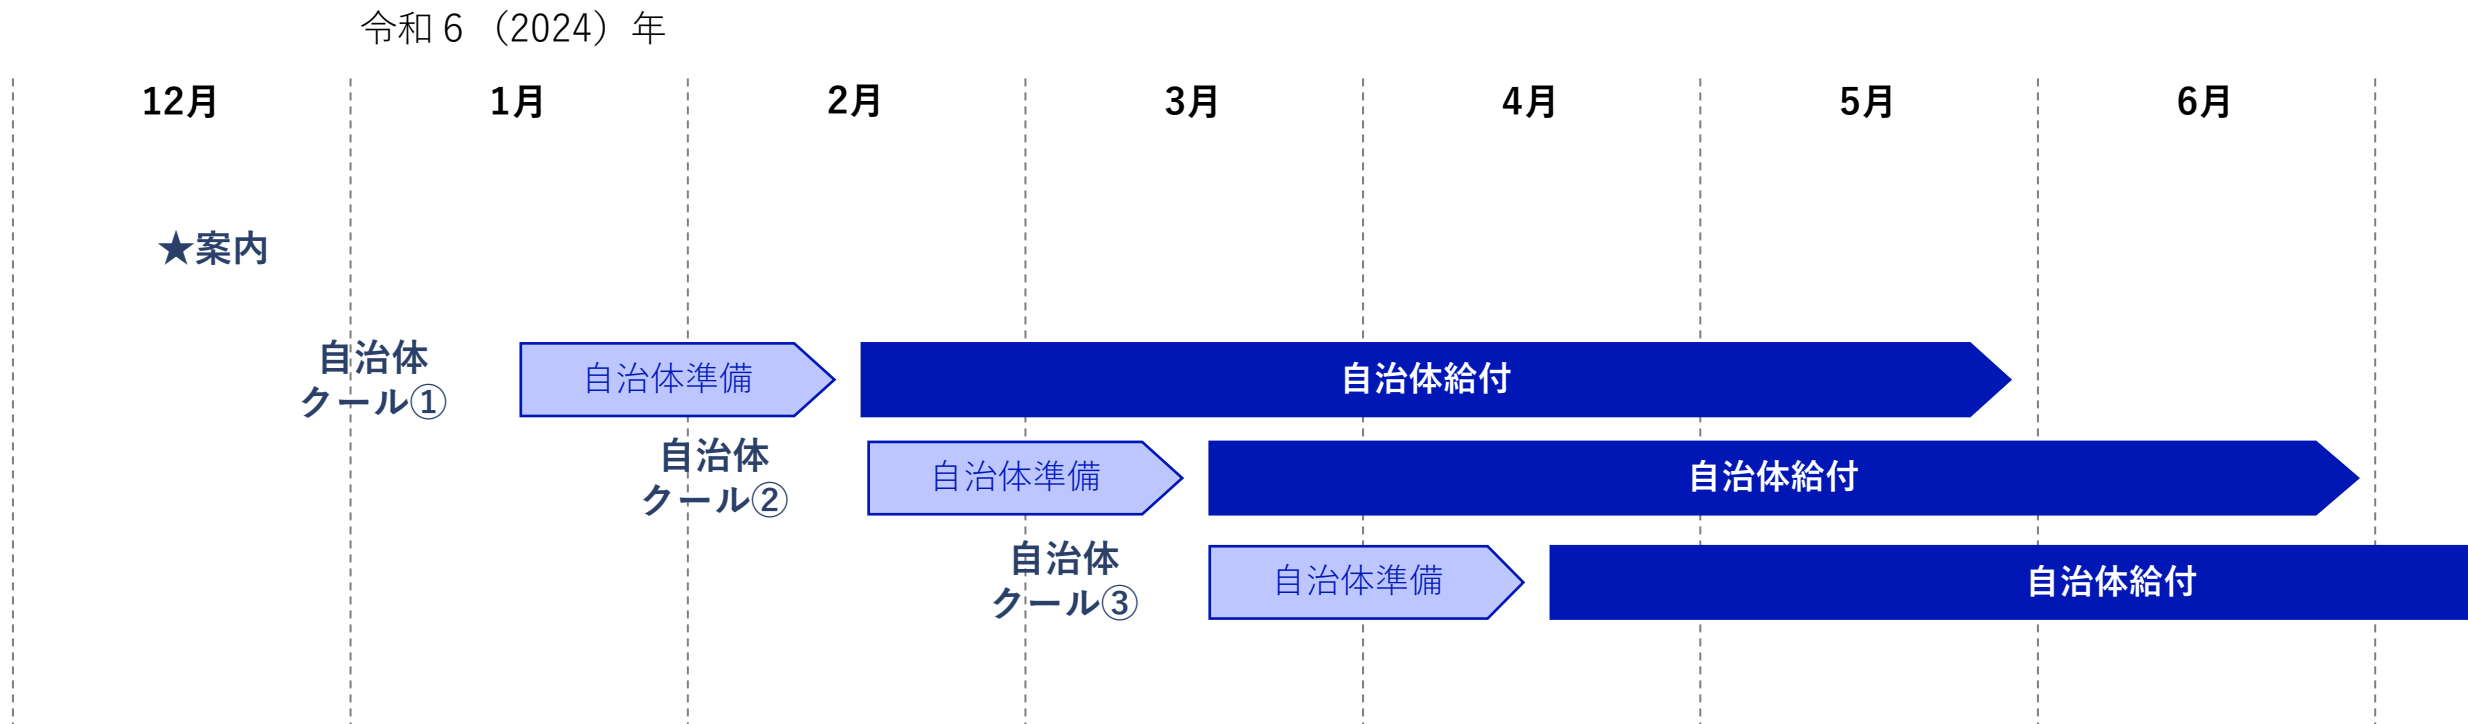 令和６（2024）年
12月
1月
2月
3月
4月
5月
6月
★案内
自治体
クール①
自治体準備
自治体給付
自治体
クール②
自治体準備
自治体給付
自治体
クール③
自治体準備
自治体給付